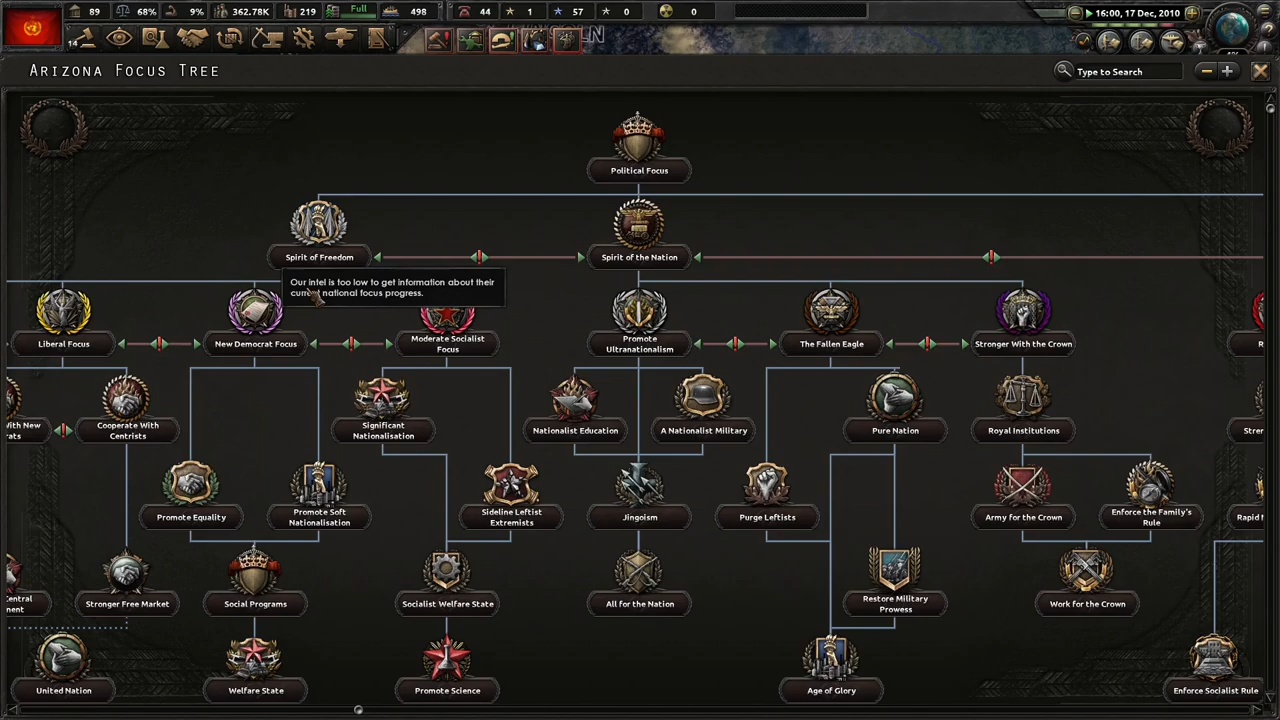 89 68% 9% 362.78K 219 Full 498 44 1 57 0 0 16:00, 17 Dec, 2010
14
ARIZONA FOCUS TREE
Type to Search
Political Focus
Spirit of Freedom
Spirit of the Nation
Our intel is too low to get information about their
current national focus progress.
Liberal Focus
New Democrat Focus
Moderate Socialist
Focus
Promote
Ultranationalism
The Fallen Eagle
Stronger With the Crown
R
With New
rats
Cooperate With
Centrists
Significant
Nationalisation
Nationalist Education
A Nationalist Military
Pure Nation
Royal Institutions
Stren
Promote Equality
Promote Soft
Nationalisation
Sideline Leftist
Extremists
Jingoism
Purge Leftists
Army for the Crown
Enforce the Family's
Rule
Rapid M
Central
nment
Stronger Free Market
Social Programs
Socialist Welfare State
All for the Nation
Restore Military
Prowess
Work for the Crown
United Nation
Welfare State
Promote Science
Age of Glory
Enforce Socialist Rule